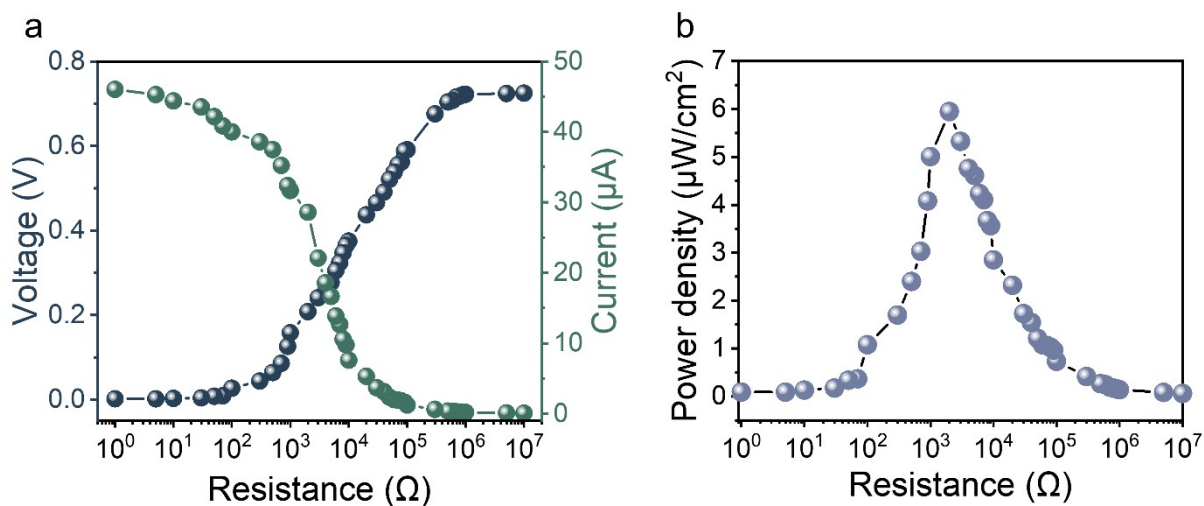 a
Voltage (V)
0.8
0.6
0.4
0.2
0.0
50
40
30
20
10
0
Current (µA)
10⁰ 10¹ 10² 10³ 10⁴ 10⁵ 10⁶ 10⁷
Resistance (Ω)
b
Power density (µW/cm²)
7
6
5
4
3
2
1
0
10⁰ 10¹ 10² 10³ 10⁴ 10⁵ 10⁶ 10⁷
Resistance (Ω)